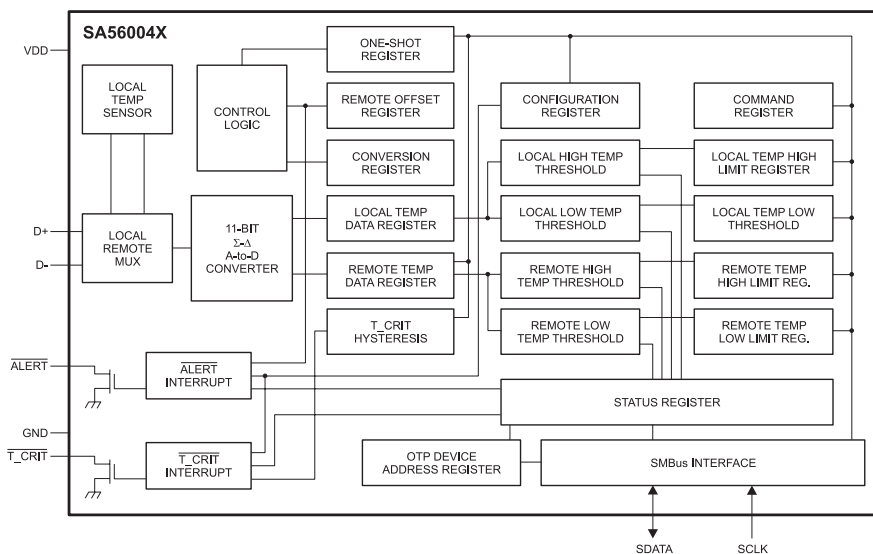 SA56004X
VDD
LOCAL
TEMP
SENSOR
CONTROL
LOGIC
ONE-SHOT
REGISTER
REMOTE OFFSET
REGISTER
CONVERSION
REGISTER
CONFIGURATION
REGISTER
COMMAND
REGISTER
LOCAL HIGH TEMP
THRESHOLD
LOCAL TEMP HIGH
LIMIT REGISTER
D+
D-
LOCAL
REMOTE
MUX
11-BIT
Σ-Δ
A-to-D
CONVERTER
LOCAL TEMP
DATA REGISTER
LOCAL LOW TEMP
THRESHOLD
LOCAL TEMP LOW
THRESHOLD
REMOTE TEMP
DATA REGISTER
REMOTE HIGH
TEMP THRESHOLD
REMOTE TEMP
HIGH LIMIT REG.
T_CRIT
HYSTERESIS
REMOTE LOW
TEMP THRESHOLD
REMOTE TEMP
LOW LIMIT REG.
ALERT
ALERT
INTERRUPT
STATUS REGISTER
GND
T_CRIT
T_CRIT
INTERRUPT
OTP DEVICE
ADDRESS REGISTER
SMBus INTERFACE
SDATA
SCLK